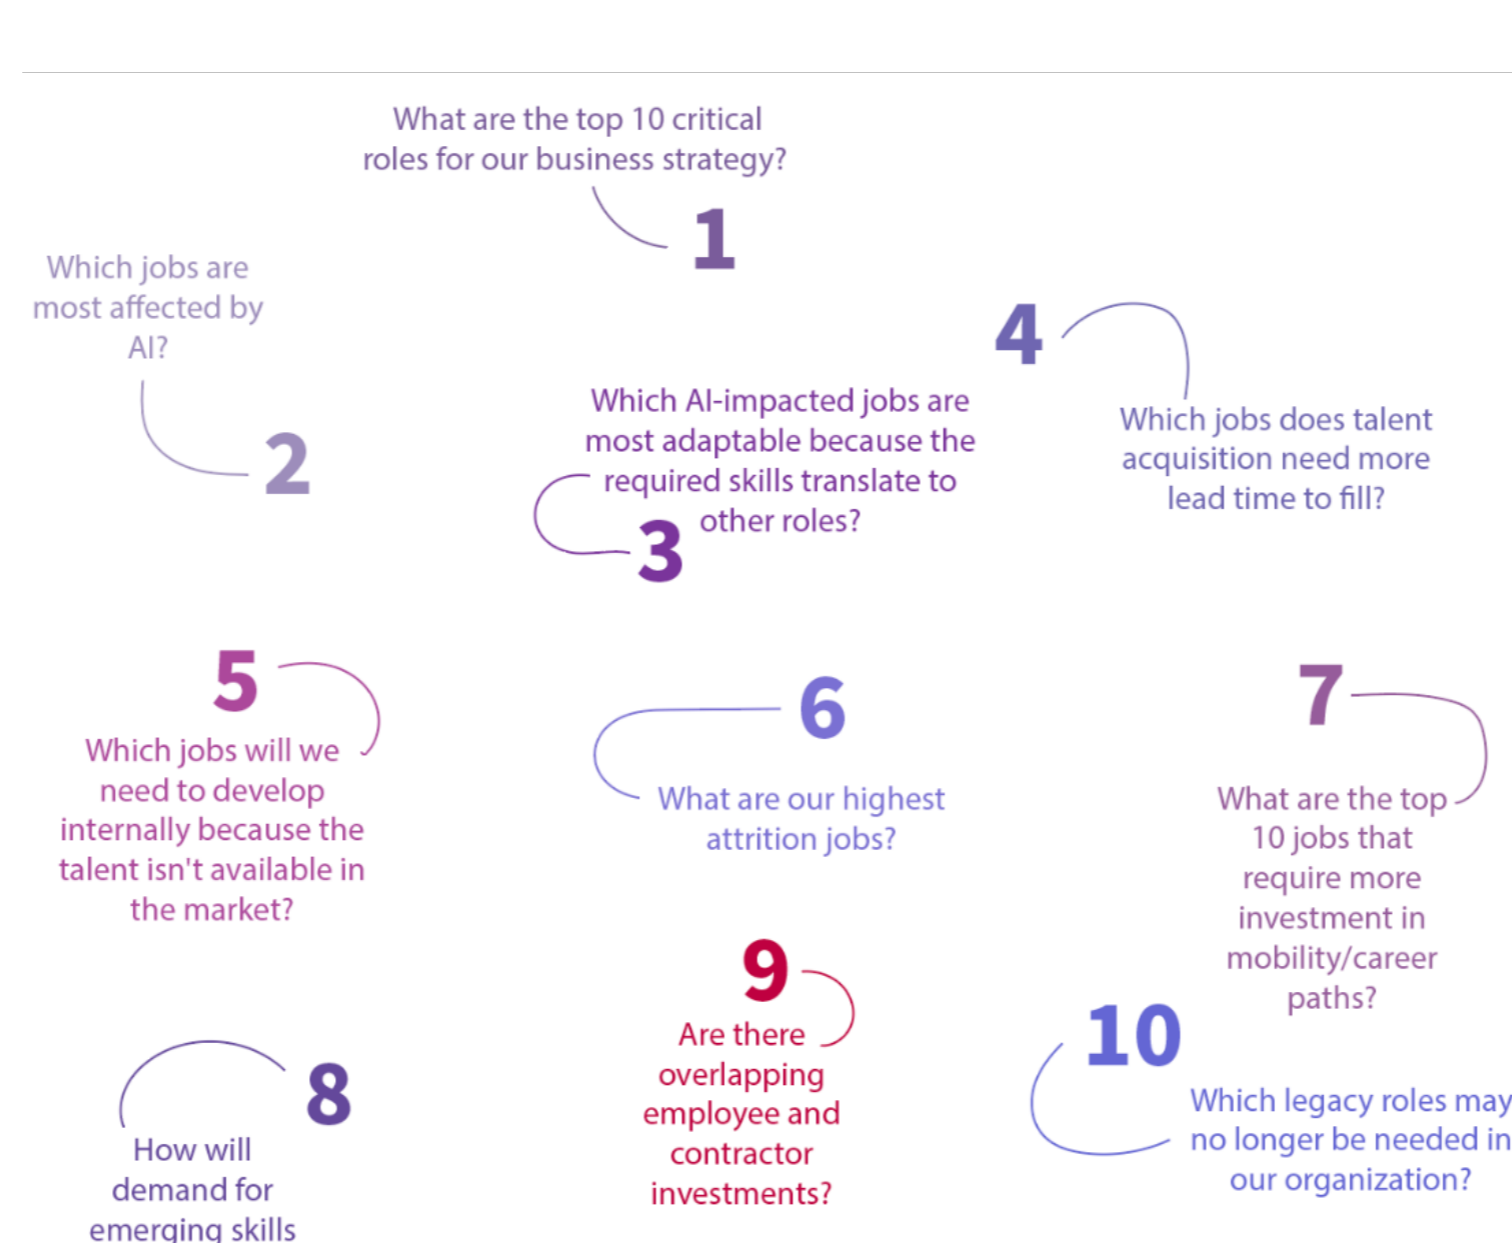 What are the top 10 critical
roles for our business strategy?
1
Which jobs are
most affected by
AI?
2
Which AI-impacted jobs are
most adaptable because the
required skills translate to
other roles?
3
4
Which jobs does talent
acquisition need more
lead time to fill?
5
Which jobs will we
need to develop
internally because the
talent isn't available in
the market?
6
What are our highest
attrition jobs?
7
What are the top
10 jobs that
require more
investment in
mobility/career
paths?
8
How will
demand for
emerging skills
9
Are there
overlapping
employee and
contractor
investments?
10
Which legacy roles may
no longer be needed in
our organization?